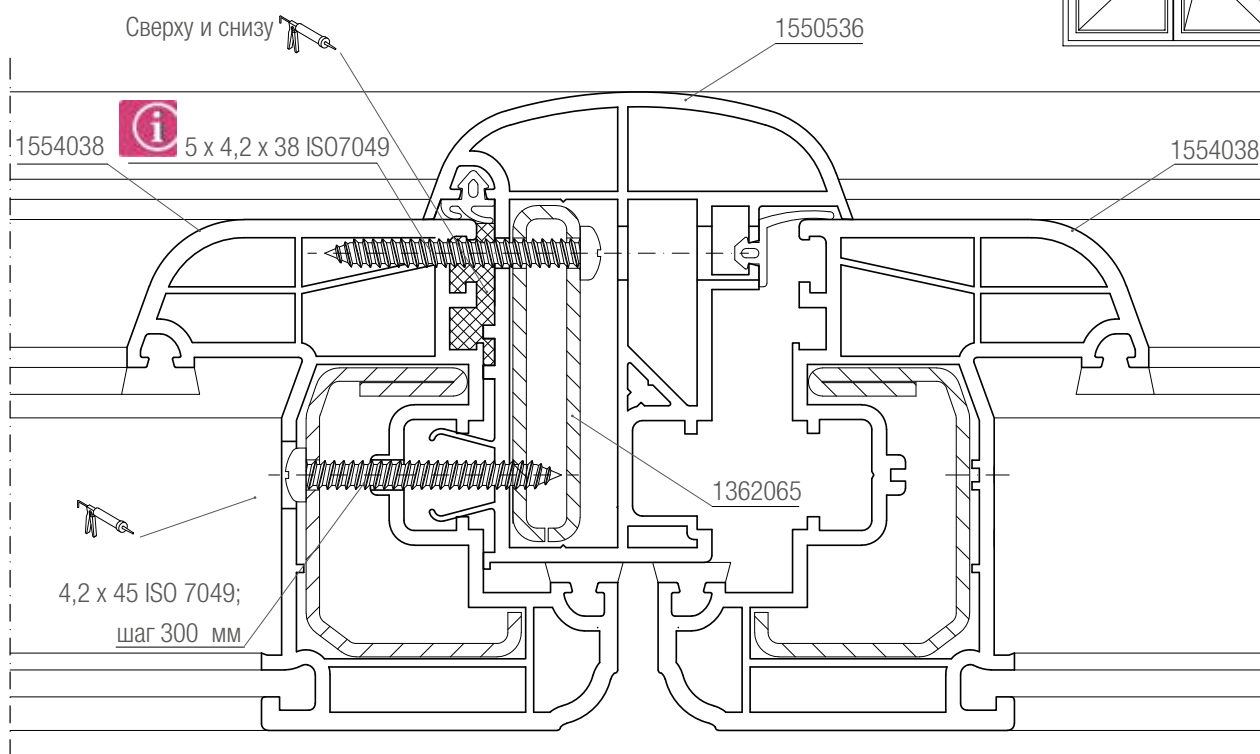 Сверху и снизу
1550536
1554038
i
5 x 4,2 x 38 ISO7049
1554038
1362065
4,2 x 45 ISO 7049;
шаг 300 мм